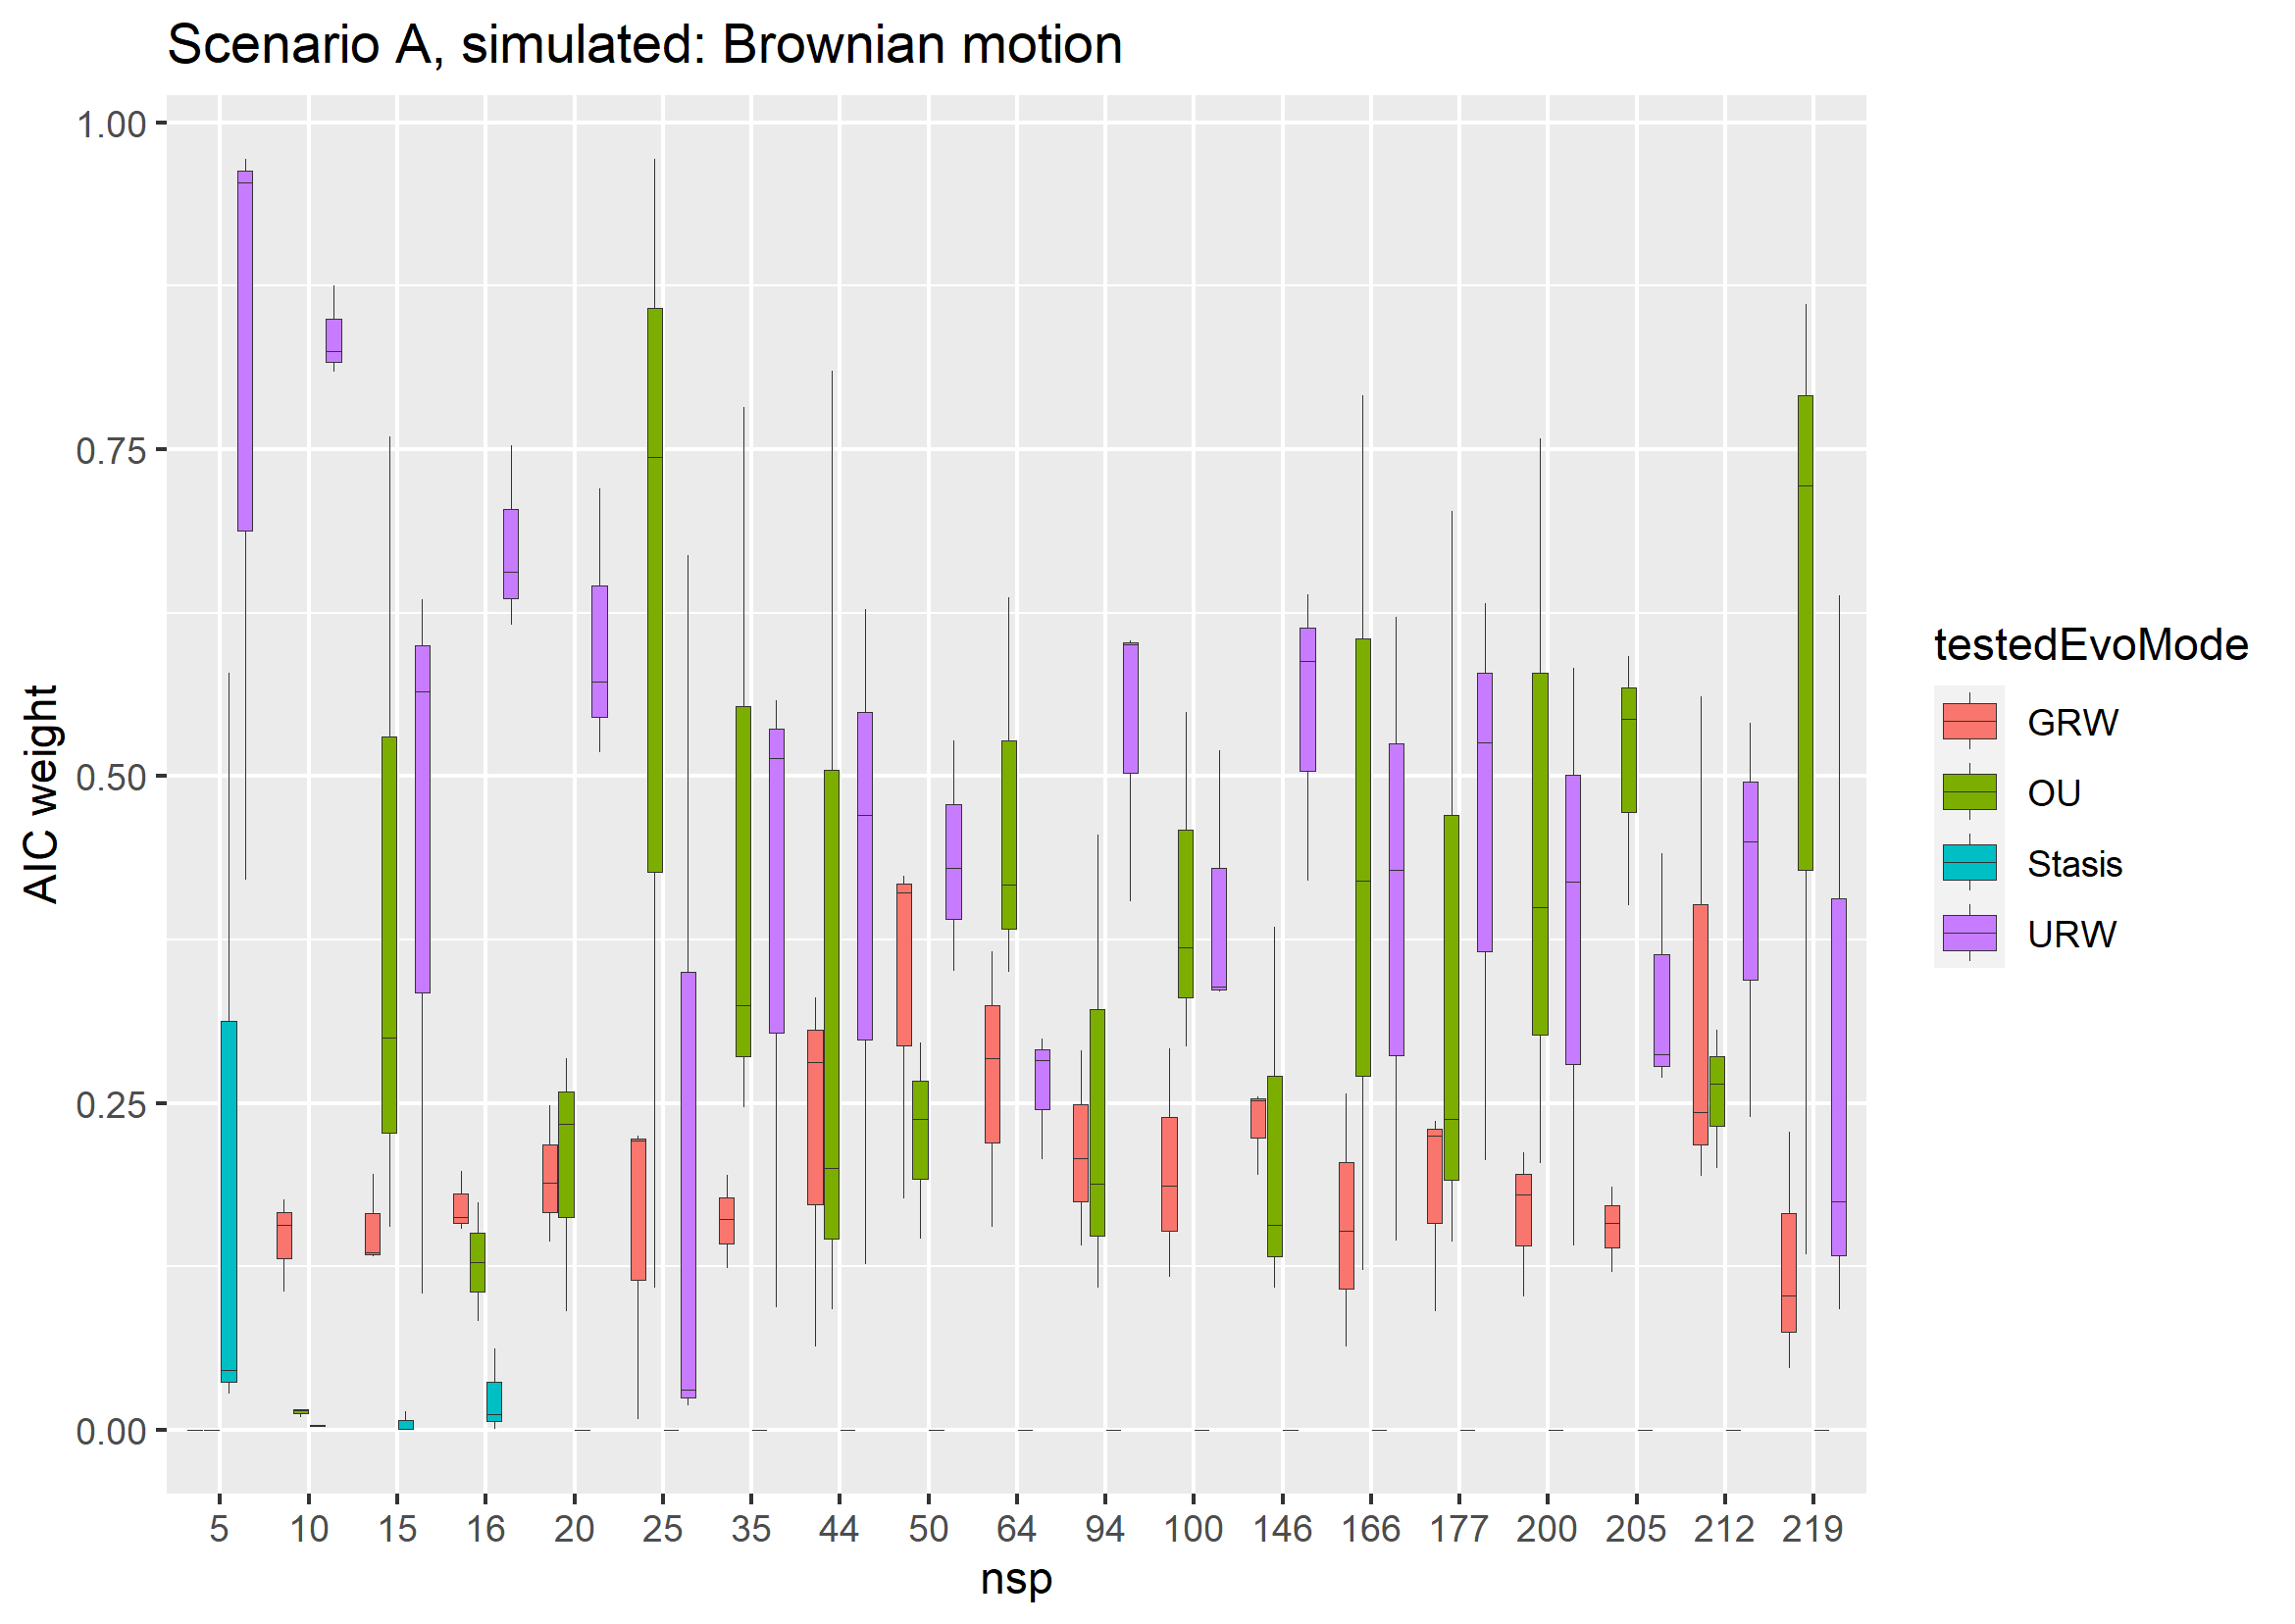 Scenario A, simulated: Brownian motion
1.00
0.75
0.50
0.25
0.00
AIC weight
5 10 15 16 20 25 35 44 50 64 94 100 146 166 177 200 205 212 219
nsp
testedEvoMode
GRW
OU
Stasis
URW